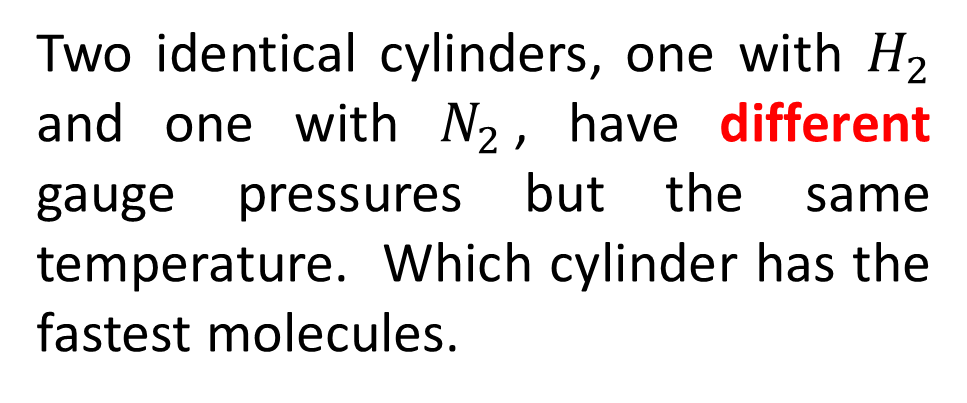 Two identical cylinders, one with H₂
and one with N₂ , have different
gauge pressures but the same
temperature. Which cylinder has the
fastest molecules.